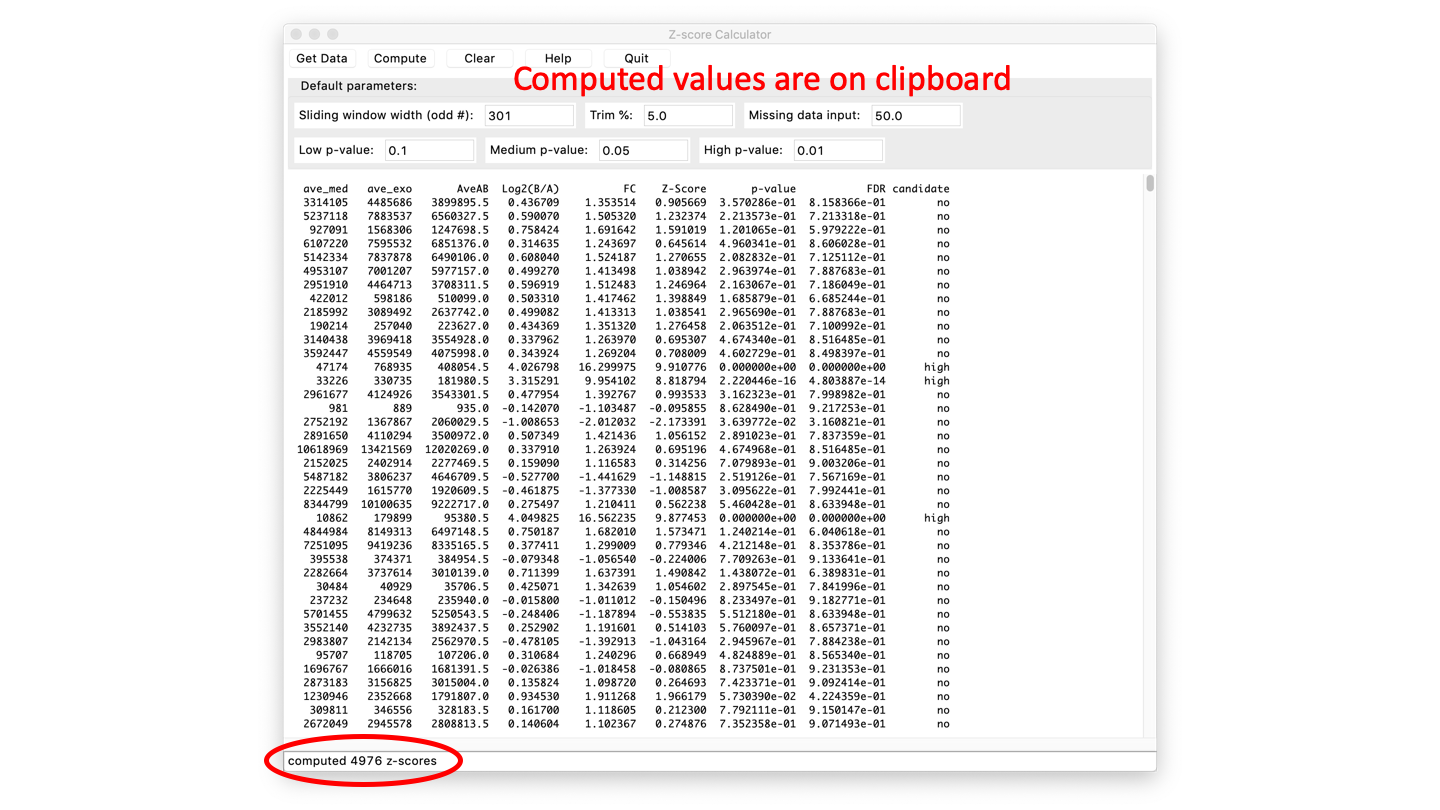 Z-score Calculator
Get Data Compute Clear Help Quit
Computed values are on clipboard
Default parameters:
Sliding window width (odd #): 301 Trim %: 5.0 Missing data input: 50.0
Low p-value: 0.1 Medium p-value: 0.05 High p-value: 0.01
ave_med ave_exo AveAB Log2(B/A) FC Z-Score p-value FDR candidate
3314105 4485686 3899895.5 0.436709 1.353514 0.905669 3.570286e-01 8.158366e-01 no
5237118 7883537 6560327.5 0.590070 1.505320 1.232374 2.213573e-01 7.213318e-01 no
927091 1568306 1247698.5 0.758424 1.691642 1.591019 1.201065e-01 5.979222e-01 no
6107220 7595532 6851376.0 0.314635 1.243697 0.645614 4.960341e-01 8.606028e-01 no
5142334 7837878 6490106.0 0.608040 1.524187 1.270655 2.082832e-01 7.125112e-01 no
4953107 7001207 5977157.0 0.499270 1.413498 1.038942 2.963974e-01 7.887683e-01 no
2951910 4464713 3708311.5 0.596919 1.512483 1.246964 2.163067e-01 7.186049e-01 no
422012 598186 510099.0 0.503310 1.417462 1.398849 1.685879e-01 6.685244e-01 no
2185992 3089492 2637742.0 0.499082 1.413313 1.038541 2.965690e-01 7.887683e-01 no
190214 257040 223627.0 0.434369 1.351320 1.276458 2.063512e-01 7.100992e-01 no
3140438 3969418 3554928.0 0.337962 1.263970 0.695307 4.674340e-01 8.516485e-01 no
3592447 4559549 4075998.0 0.343924 1.269204 0.708009 4.602729e-01 8.498397e-01 no
47174 768935 408054.5 4.026798 16.299975 9.910776 0.000000e+00 0.000000e+00 high
33226 330735 181980.5 3.315291 9.954102 8.818794 2.220446e-16 4.803887e-14 high
2961677 4124926 3543301.5 0.477954 1.392767 0.993533 3.162323e-01 7.998982e-01 no
981 889 935.0 -0.142070 -1.103487 -0.095855 8.628490e-01 9.217253e-01 no
2752192 1367867 2060029.5 -1.008653 -2.012032 -2.173391 3.639772e-02 3.160821e-01 no
2891650 4110294 3500972.0 0.507349 1.421436 1.056152 2.891023e-01 7.837359e-01 no
10618969 13421569 12020269.0 0.337910 1.263924 0.695196 4.674968e-01 8.516485e-01 no
2152025 2402914 2277469.5 0.159090 1.116583 0.314256 7.079893e-01 9.003206e-01 no
5487182 3806237 4646709.5 -0.527700 -1.441629 -1.148815 2.519126e-01 7.567169e-01 no
2225449 1615770 1920609.5 -0.461875 -1.377330 -1.008587 3.095622e-01 7.992441e-01 no
8344799 10100635 9222717.0 0.275497 1.210411 0.562238 5.460428e-01 8.633948e-01 no
10862 179899 95380.5 4.049825 16.562235 9.877453 0.000000e+00 0.000000e+00 high
4844984 8149313 6497148.5 0.750187 1.682010 1.573471 1.240214e-01 6.040618e-01 no
7251095 9419236 8335165.5 0.377411 1.299009 0.779346 4.212148e-01 8.353786e-01 no
395538 374371 384954.5 -0.079348 -1.056540 -0.224006 7.709263e-01 9.133641e-01 no
2282664 3737614 3010139.0 0.711399 1.637391 1.490842 1.438072e-01 6.389831e-01 no
30484 40929 35706.5 0.425071 1.342639 1.054602 2.897545e-01 7.841996e-01 no
237232 234648 235940.0 -0.015800 -1.011012 -0.150496 8.233497e-01 9.182771e-01 no
5701455 4799632 5250543.5 -0.248406 -1.187894 -0.553835 5.512180e-01 8.633948e-01 no
3552140 4232735 3892437.5 0.252902 1.191601 0.514103 5.760097e-01 8.657371e-01 no
2983807 2142134 2562970.5 -0.478105 -1.392913 -1.043164 2.945967e-01 7.884238e-01 no
95707 118705 107206.0 0.310684 1.240296 0.668949 4.824889e-01 8.565340e-01 no
1696767 1666016 1681391.5 -0.026386 -1.018458 -0.080865 8.737501e-01 9.231353e-01 no
2873183 3156825 3015004.0 0.135824 1.098720 0.264693 7.423371e-01 9.092414e-01 no
1230946 2352668 1791807.0 0.934530 1.911268 1.966179 5.730390e-02 4.224359e-01 no
309811 346556 328183.5 0.161700 1.118605 0.212300 7.792111e-01 9.150147e-01 no
2672049 2945578 2808813.5 0.140604 1.102367 0.274876 7.352358e-01 9.071493e-01 no
computed 4976 z-scores